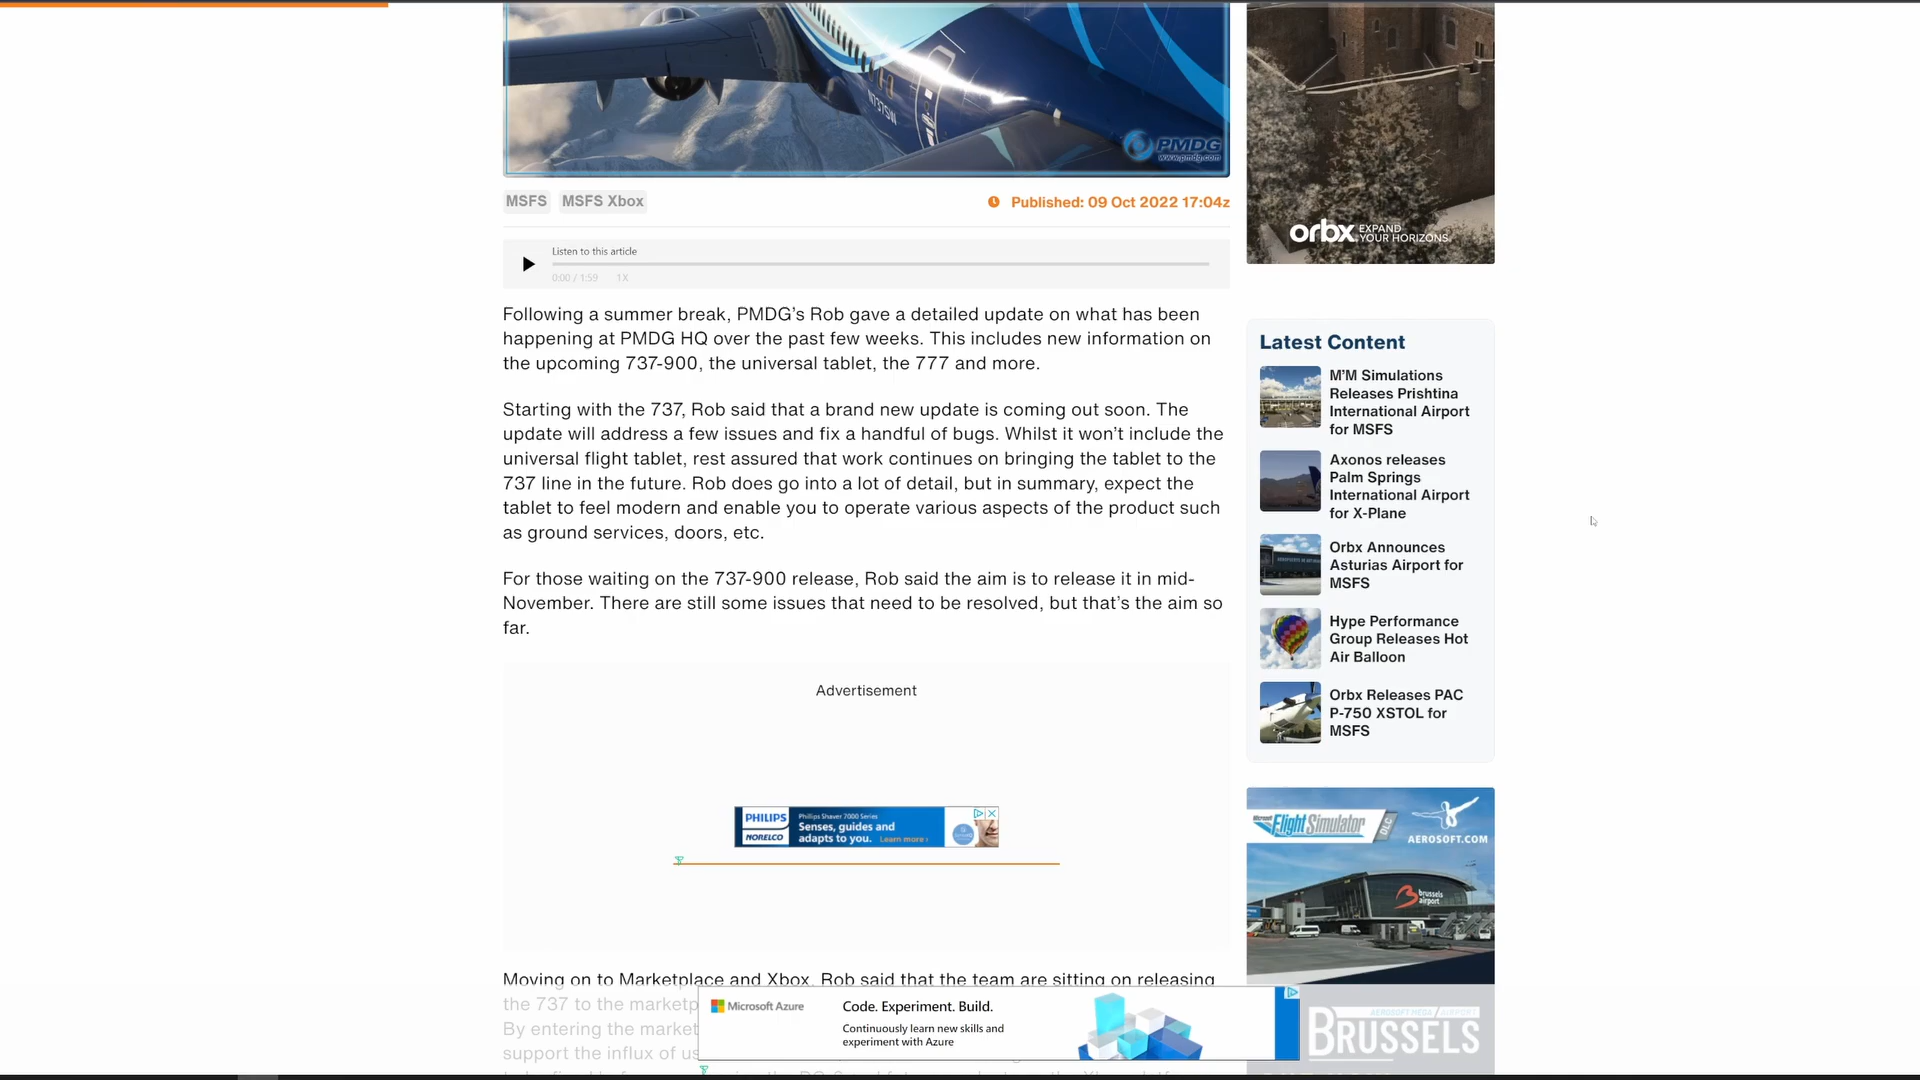 N737SW
PMDG
www.pmdg.com
orbx EXPAND
YOUR HORIZONS
MSFS MSFS Xbox
Published: 09 Oct 2022 17:04z
Listen to this article
0:00 / 1:59 1X
Following a summer break, PMDG’s Rob gave a detailed update on what has been
happening at PMDG HQ over the past few weeks. This includes new information on
the upcoming 737-900, the universal tablet, the 777 and more.
Starting with the 737, Rob said that a brand new update is coming out soon. The
update will address a few issues and fix a handful of bugs. Whilst it won’t include the
universal flight tablet, rest assured that work continues on bringing the tablet to the
737 line in the future. Rob does go into a lot of detail, but in summary, expect the
tablet to feel modern and enable you to operate various aspects of the product such
as ground services, doors, etc.
For those waiting on the 737-900 release, Rob said the aim is to release it in mid-
November. There are still some issues that need to be resolved, but that’s the aim so
far.
Advertisement
PHILIPS
NORELCO
Phillips Shaver 7000 Series
Senses, guides and
adapts to you. Learn more ›
Moving on to Marketplace and Xbox, Rob said that the team are sitting on releasing
the 737 to the marketp
By entering the market
support the influx of us
Microsoft Azure
Code. Experiment. Build.
Continuously learn new skills and
experiment with Azure
Latest Content
M’M Simulations
Releases Prishtina
International Airport
for MSFS
Axonos releases
Palm Springs
International Airport
for X-Plane
Orbx Announces
Asturias Airport for
MSFS
Hype Performance
Group Releases Hot
Air Balloon
Orbx Releases PAC
P-750 XSTOL for
MSFS
Microsoft
Flight Simulator
DLC
AEROSOFT.COM
brussels
airport
AEROSOFT MEGA AIRPORT
BRUSSELS